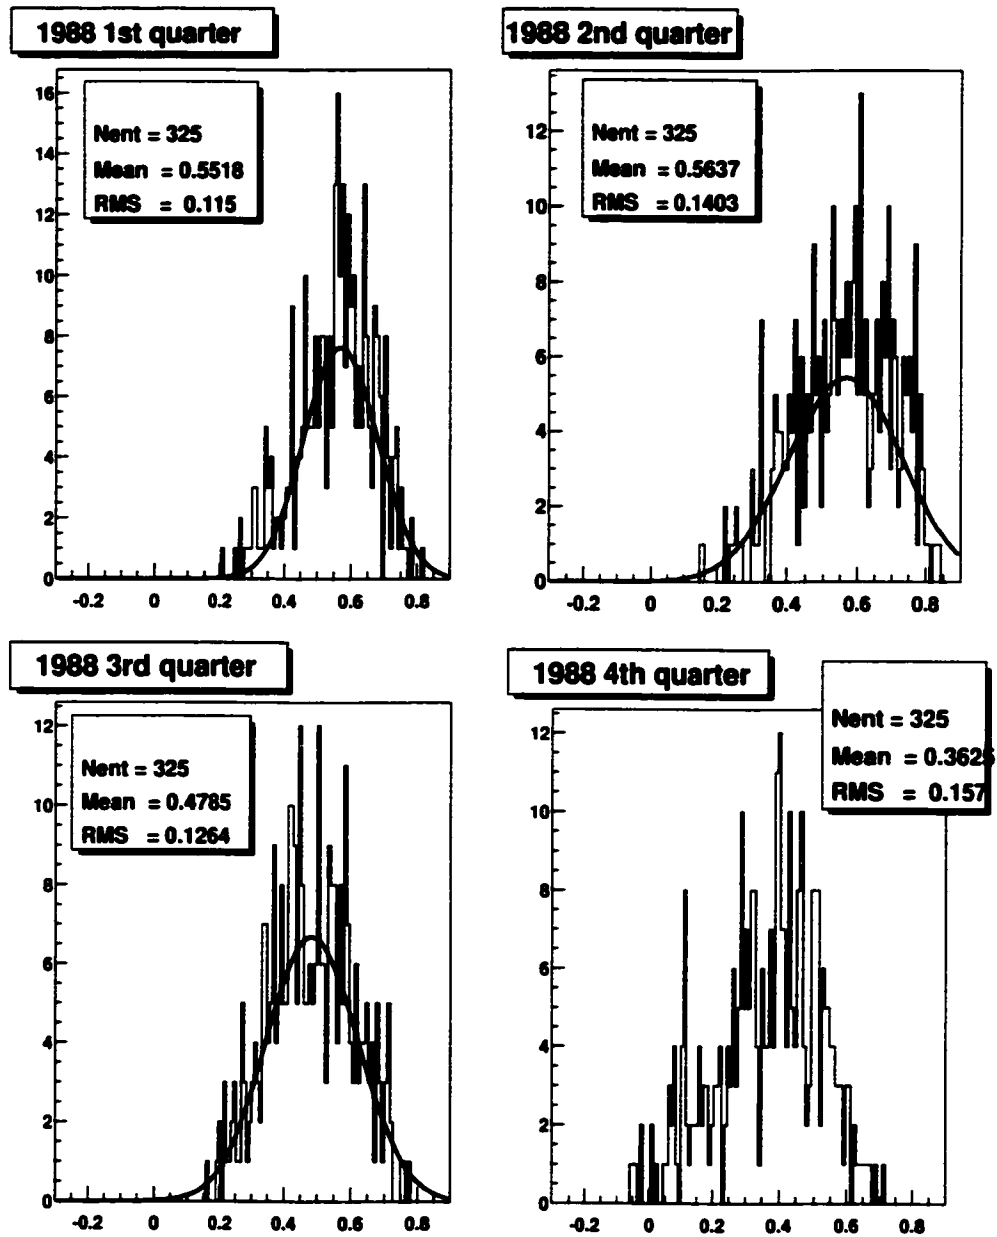 1988 1st quarter
16
14
12
10
8
6
4
2
0
Nent = 325
Mean = 0.5518
RMS = 0.115
-0.2 0 0.2 0.4 0.6 0.8
1988 2nd quarter
12
10
8
6
4
2
0
Nent = 325
Mean = 0.5637
RMS = 0.1403
-0.2 0 0.2 0.4 0.6 0.8
1988 3rd quarter
12
10
8
6
4
2
0
Nent = 325
Mean = 0.4785
RMS = 0.1264
-0.2 0 0.2 0.4 0.6 0.8
1988 4th quarter
12
10
8
6
4
2
0
Nent = 325
Mean = 0.3625
RMS = 0.157
-0.2 0 0.2 0.4 0.6 0.8